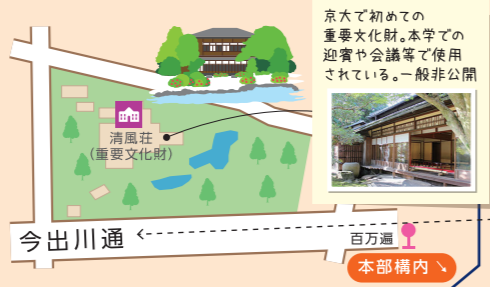 京大で初めての
重要文化財。本学での
迎賓や会議等で使用
されている。一般非公開
清風荘
(重要文化財)
今出川通
百万遍
本部構内↘